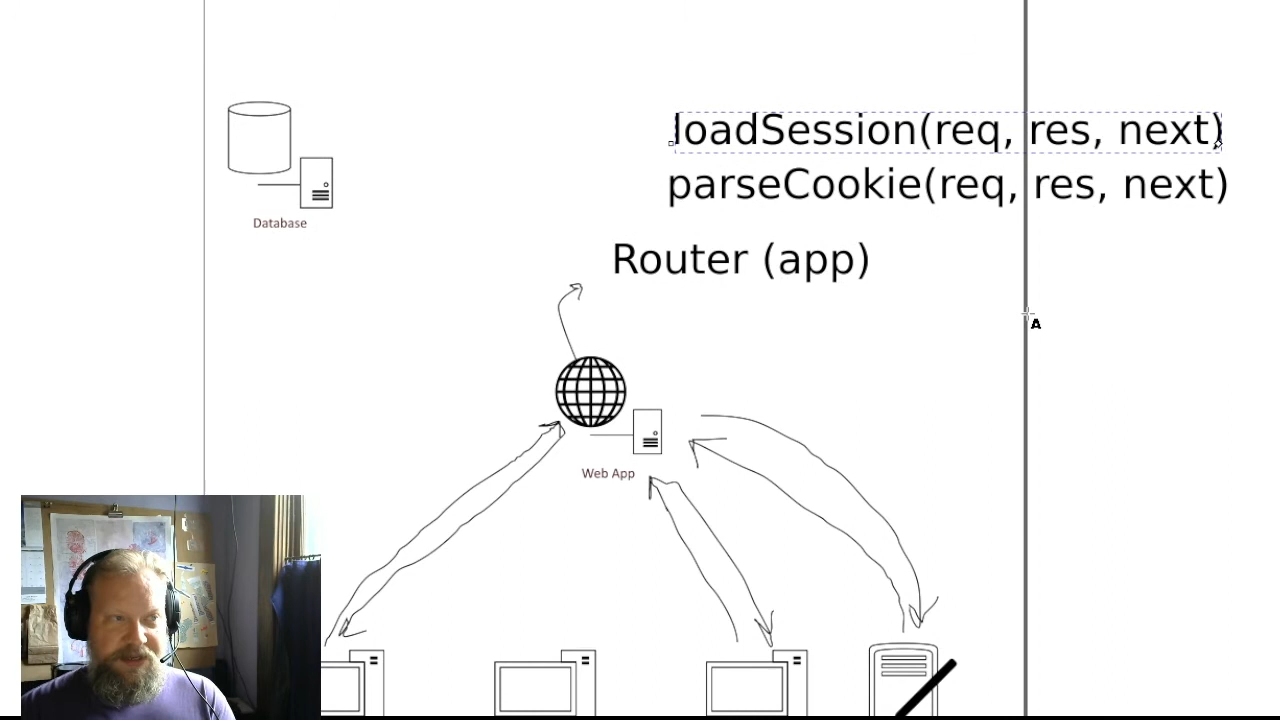 loadSession(req, res, next)
parseCookie(req, res, next)
Database
Router (app)
A
Web App